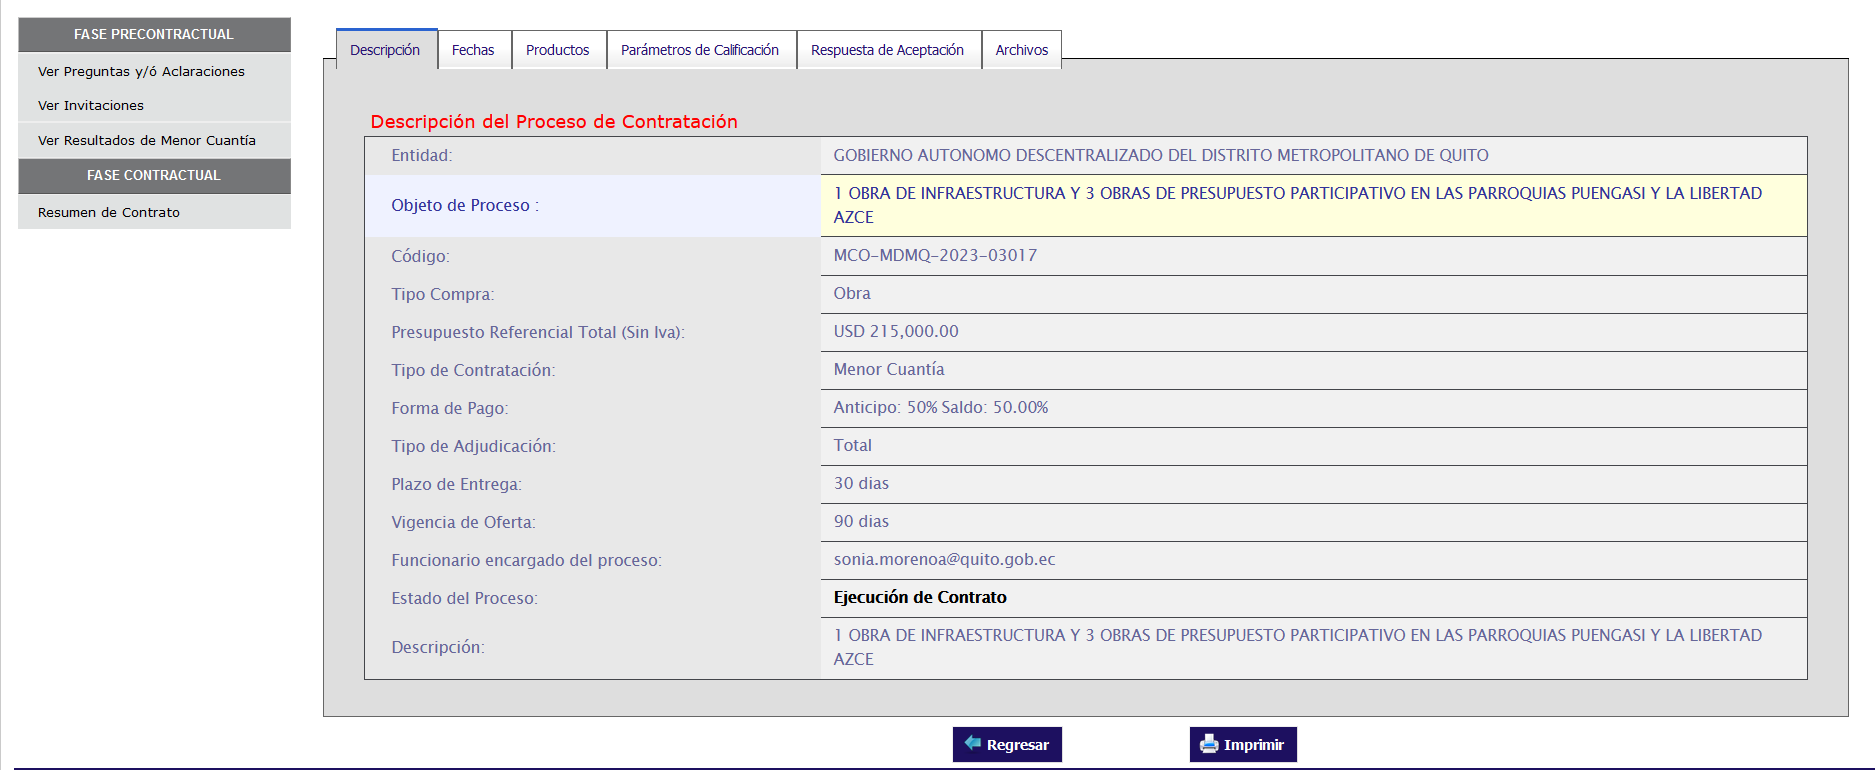 FASE PRECONTRACTUAL
Ver Preguntas y/ó Aclaraciones
Ver Invitaciones
Ver Resultados de Menor Cuantía
FASE CONTRACTUAL
Resumen de Contrato
Descripción Fechas Productos Parámetros de Calificación Respuesta de Aceptación Archivos
Descripción del Proceso de Contratación
Entidad: GOBIERNO AUTONOMO DESCENTRALIZADO DEL DISTRITO METROPOLITANO DE QUITO
Objeto de Proceso : 1 OBRA DE INFRAESTRUCTURA Y 3 OBRAS DE PRESUPUESTO PARTICIPATIVO EN LAS PARROQUIAS PUENGASI Y LA LIBERTAD
AZCE
Código: MCO-MDMQ-2023-03017
Tipo Compra: Obra
Presupuesto Referencial Total (Sin Iva): USD 215,000.00
Tipo de Contratación: Menor Cuantía
Forma de Pago: Anticipo: 50% Saldo: 50.00%
Tipo de Adjudicación: Total
Plazo de Entrega: 30 dias
Vigencia de Oferta: 90 dias
Funcionario encargado del proceso: sonia.morenoa@quito.gob.ec
Estado del Proceso: Ejecución de Contrato
Descripción: 1 OBRA DE INFRAESTRUCTURA Y 3 OBRAS DE PRESUPUESTO PARTICIPATIVO EN LAS PARROQUIAS PUENGASI Y LA LIBERTAD
AZCE
Regresar Imprimir